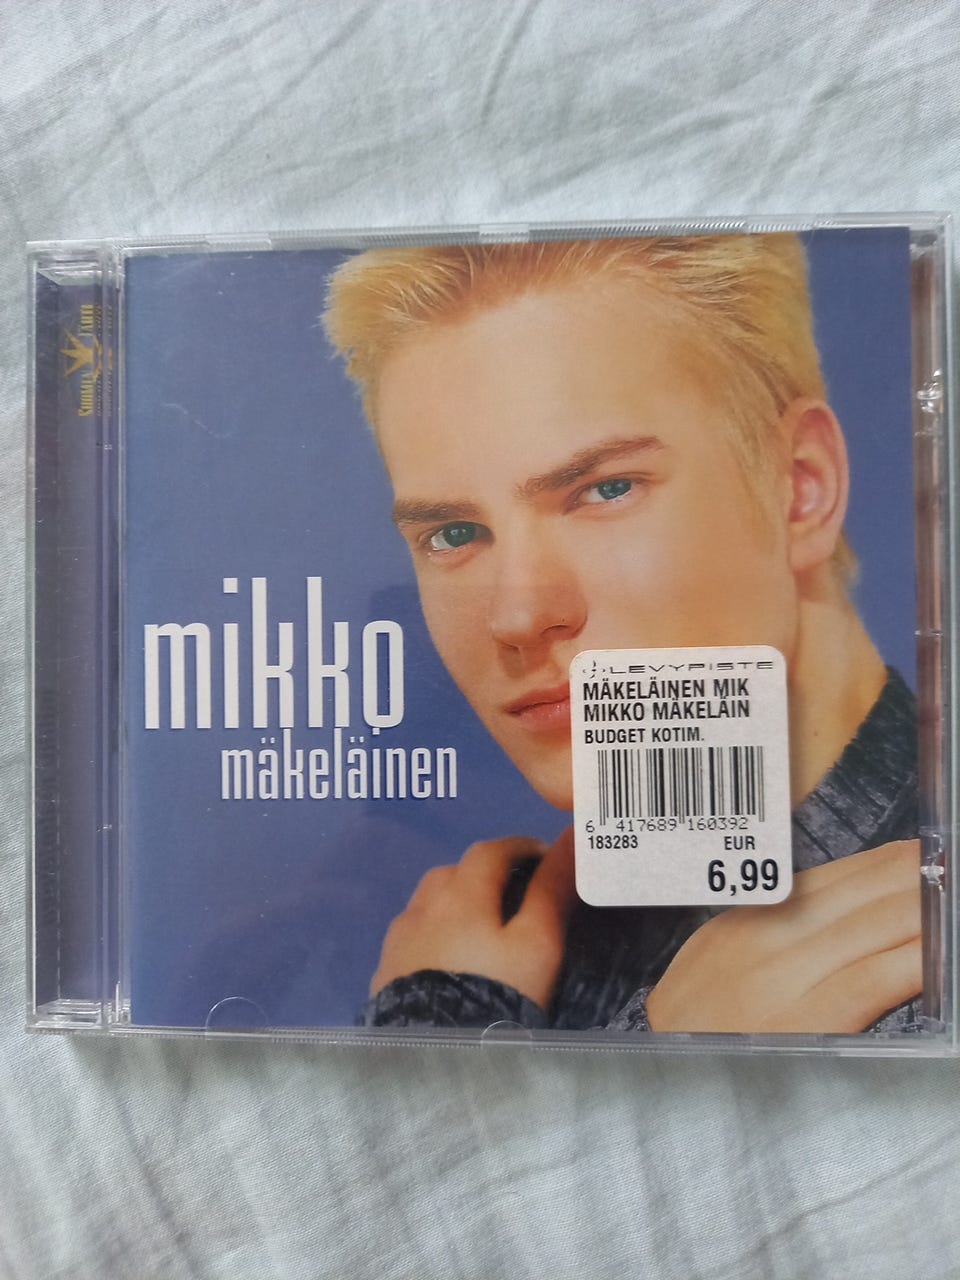 mikko
mäkeläinen
LEVYPISTE
MÄKELÄINEN MIK
MIKKO MÄKELÄIN
BUDGET KOTIM.
6 417689 160392
183283 EUR
6,99